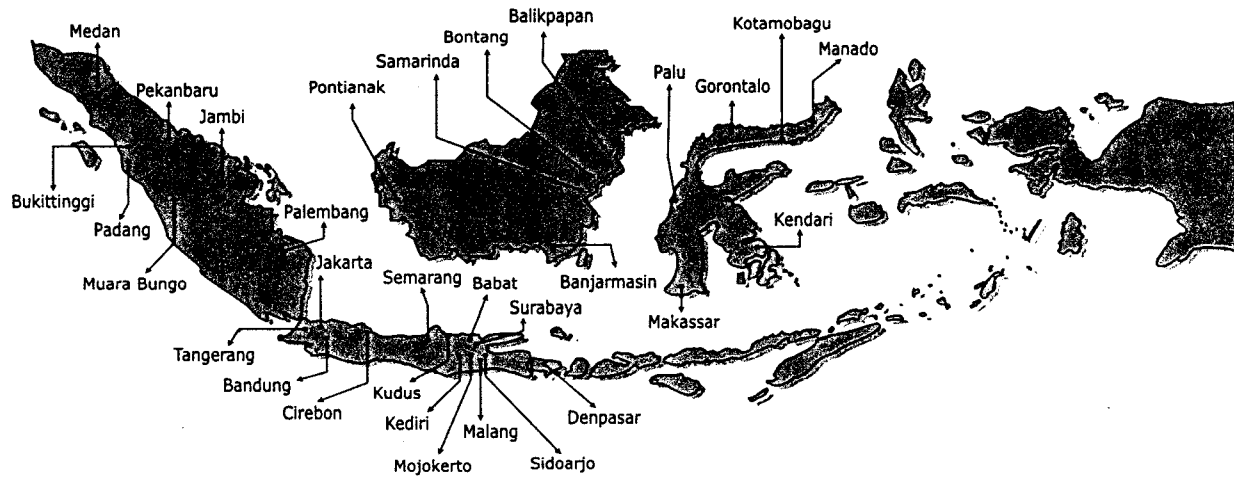 Medan
Pekanbaru
Jambi
Bukittinggi
Padang
Muara Bungo
Palembang
Jakarta
Tangerang
Bandung
Cirebon
Semarang
Kudus
Kediri
Mojokerto
Babat
Surabaya
Malang
Sidoarjo
Denpasar
Pontianak
Samarinda
Bontang
Balikpapan
Banjarmasin
Palu
Gorontalo
Kotamobagu
Manado
Kendari
Makassar